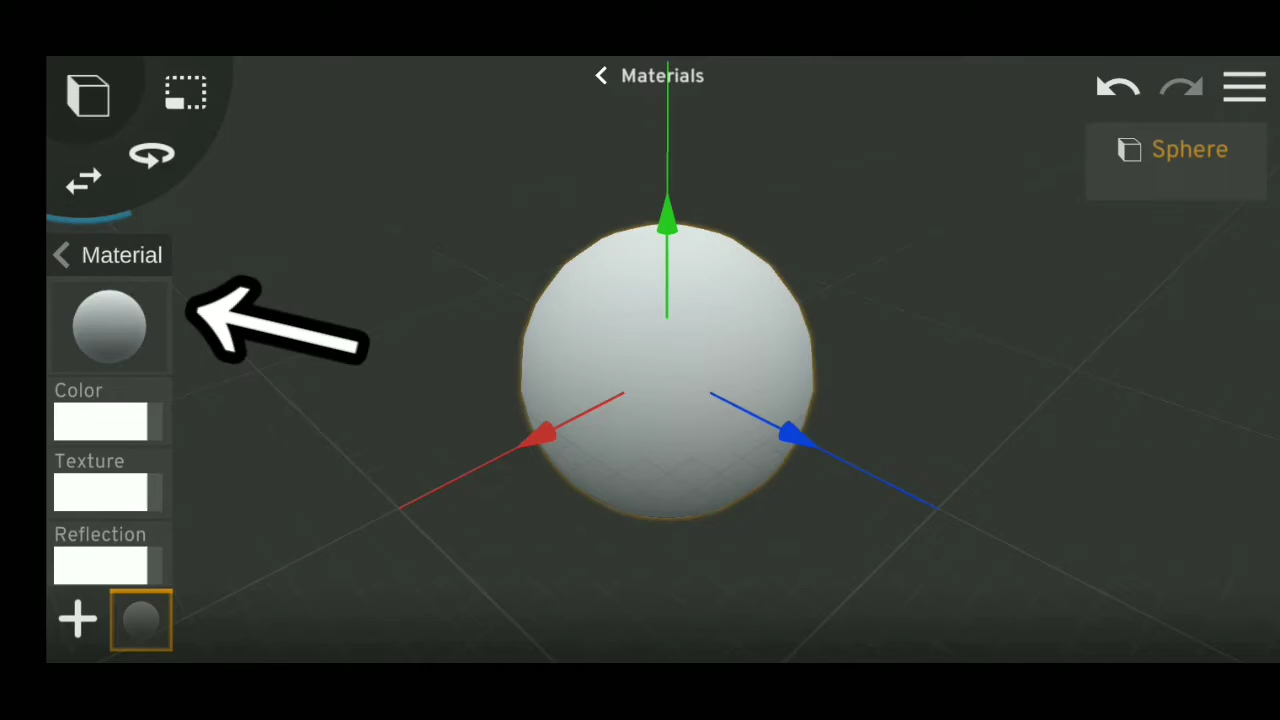 Materials
Sphere
Material
Color
Texture
Reflection